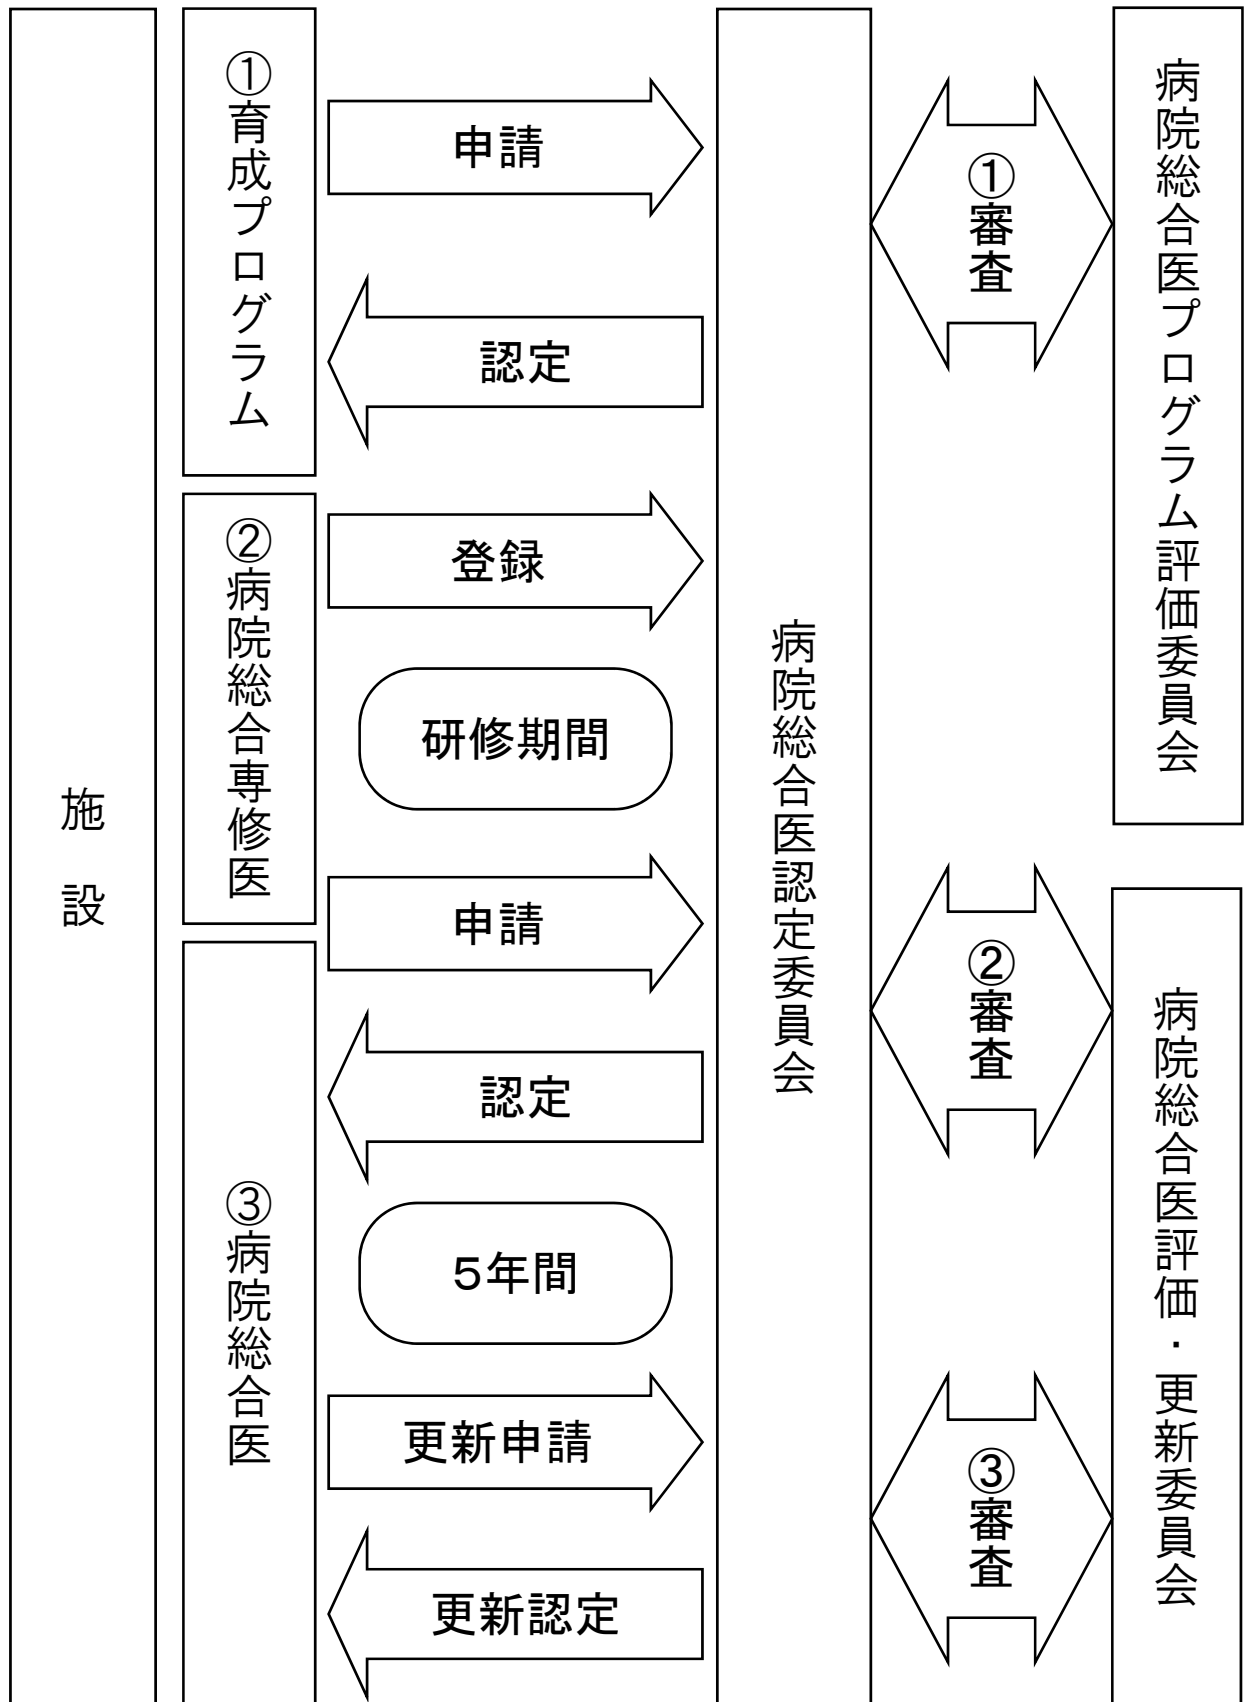 施設
①育成プログラム
申請
認定
②病院総合専修医
登録
研修期間
申請
③病院総合医
認定
5年間
更新申請
更新認定
病院総合医認定委員会
①審査
②審査
③審査
病院総合医プログラム評価委員会
病院総合医評価・更新委員会